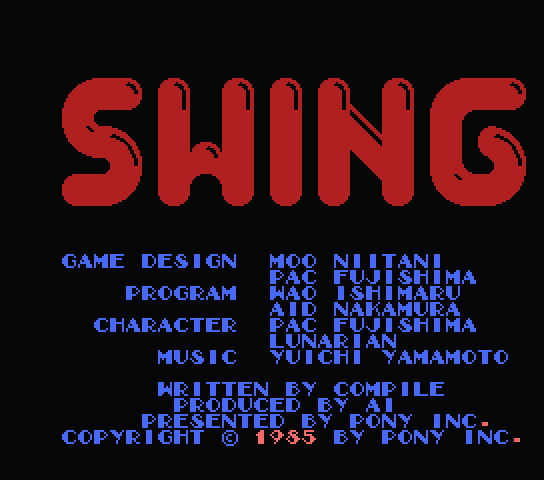 SWING
GAME DESIGN MOO NIITANI
PAC FUJISHIMA
PROGRAM WAO ISHIMARU
AID NAKAMURA
CHARACTER PAC FUJISHIMA
LUNARIAN
MUSIC YUICHI YAMAMOTO
WRITTEN BY COMPILE
PRODUCED BY AI
PRESENTED BY PONY INC.
COPYRIGHT © 1985 BY PONY INC.